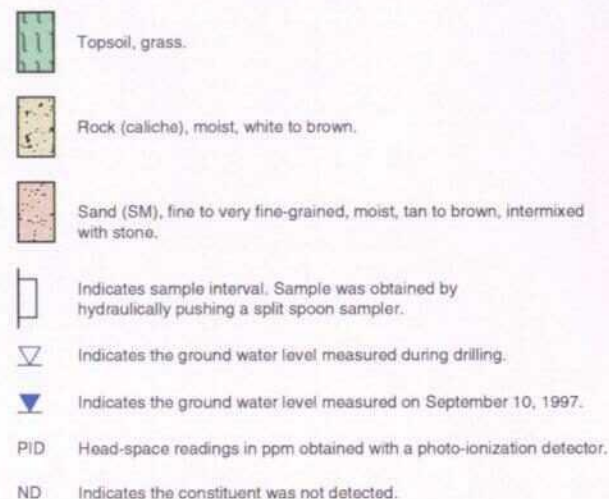 Topsoil, grass.
Rock (caliche), moist, white to brown.
Sand (SM), fine to very fine-grained, moist, tan to brown, intermixed
with stone.
Indicates sample interval. Sample was obtained by
hydraulically pushing a split spoon sampler.
Indicates the ground water level measured during drilling.
Indicates the ground water level measured on September 10, 1997.
PID Head-space readings in ppm obtained with a photo-ionization detector.
ND Indicates the constituent was not detected.